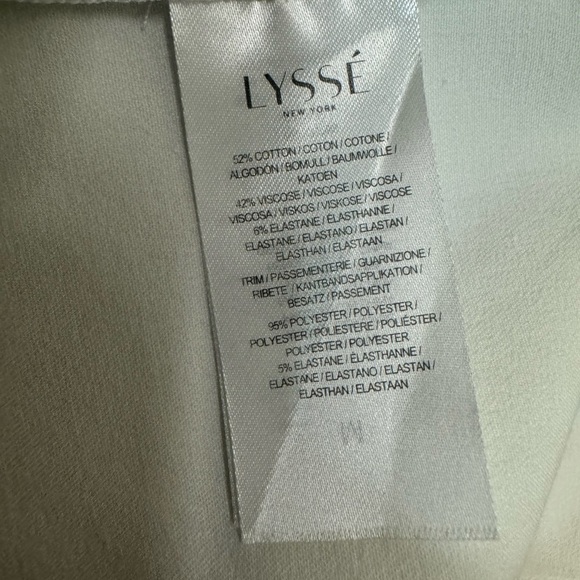 LYSSÉ
NEW YORK
52% COTTON / COTON / COTONE /
ALGODÓN / BOMULL / BAUMWOLLE /
KATOEN
42% VISCOSE / VISCOSE / VISCOSA /
VISCOSA / VISKOS / VISKOSE / VISCOSE
6% ELASTANE / ELASTHANNE /
ELASTANE / ELASTANO / ELASTAN /
ELASTHAN / ELASTAAN
TRIM / PASSEMENTERIE / GUARNIZIONE /
RIBETE / KANTBANDSAPPLIKATION /
BESATZ / PASSEMENT
95% POLYESTER / POLYESTER /
POLYESTER / POLIESTERE / POLIÉSTER /
POLYESTER / POLYESTER
5% ELASTANE / ÉLASTHANNE /
ELASTANE / ELASTANO / ELASTAN /
ELASTHAN / ELASTAAN